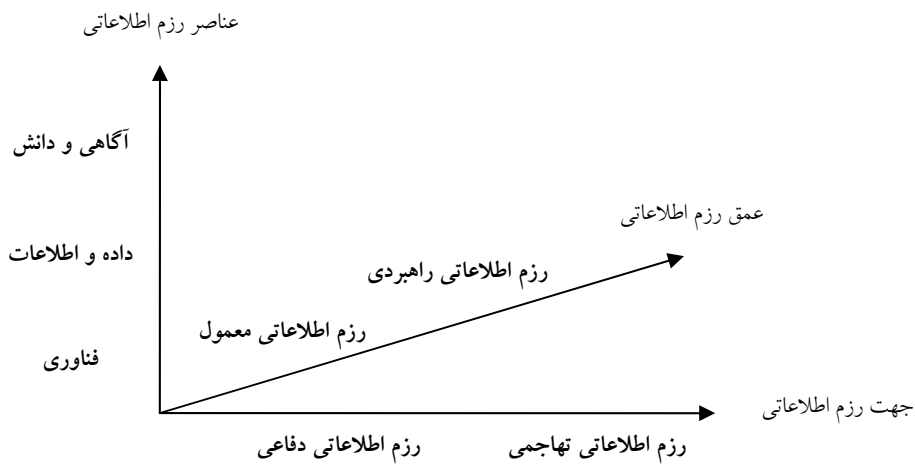 عناصر رزم اطلاعاتی
آگاهی و دانش
عمق رزم اطلاعاتی
داده و اطلاعات
رزم اطلاعاتی راهبردی
رزم اطلاعاتی معمول
فناوری
جهت رزم اطلاعاتی
رزم اطلاعاتی تهاجمی
رزم اطلاعاتی دفاعی